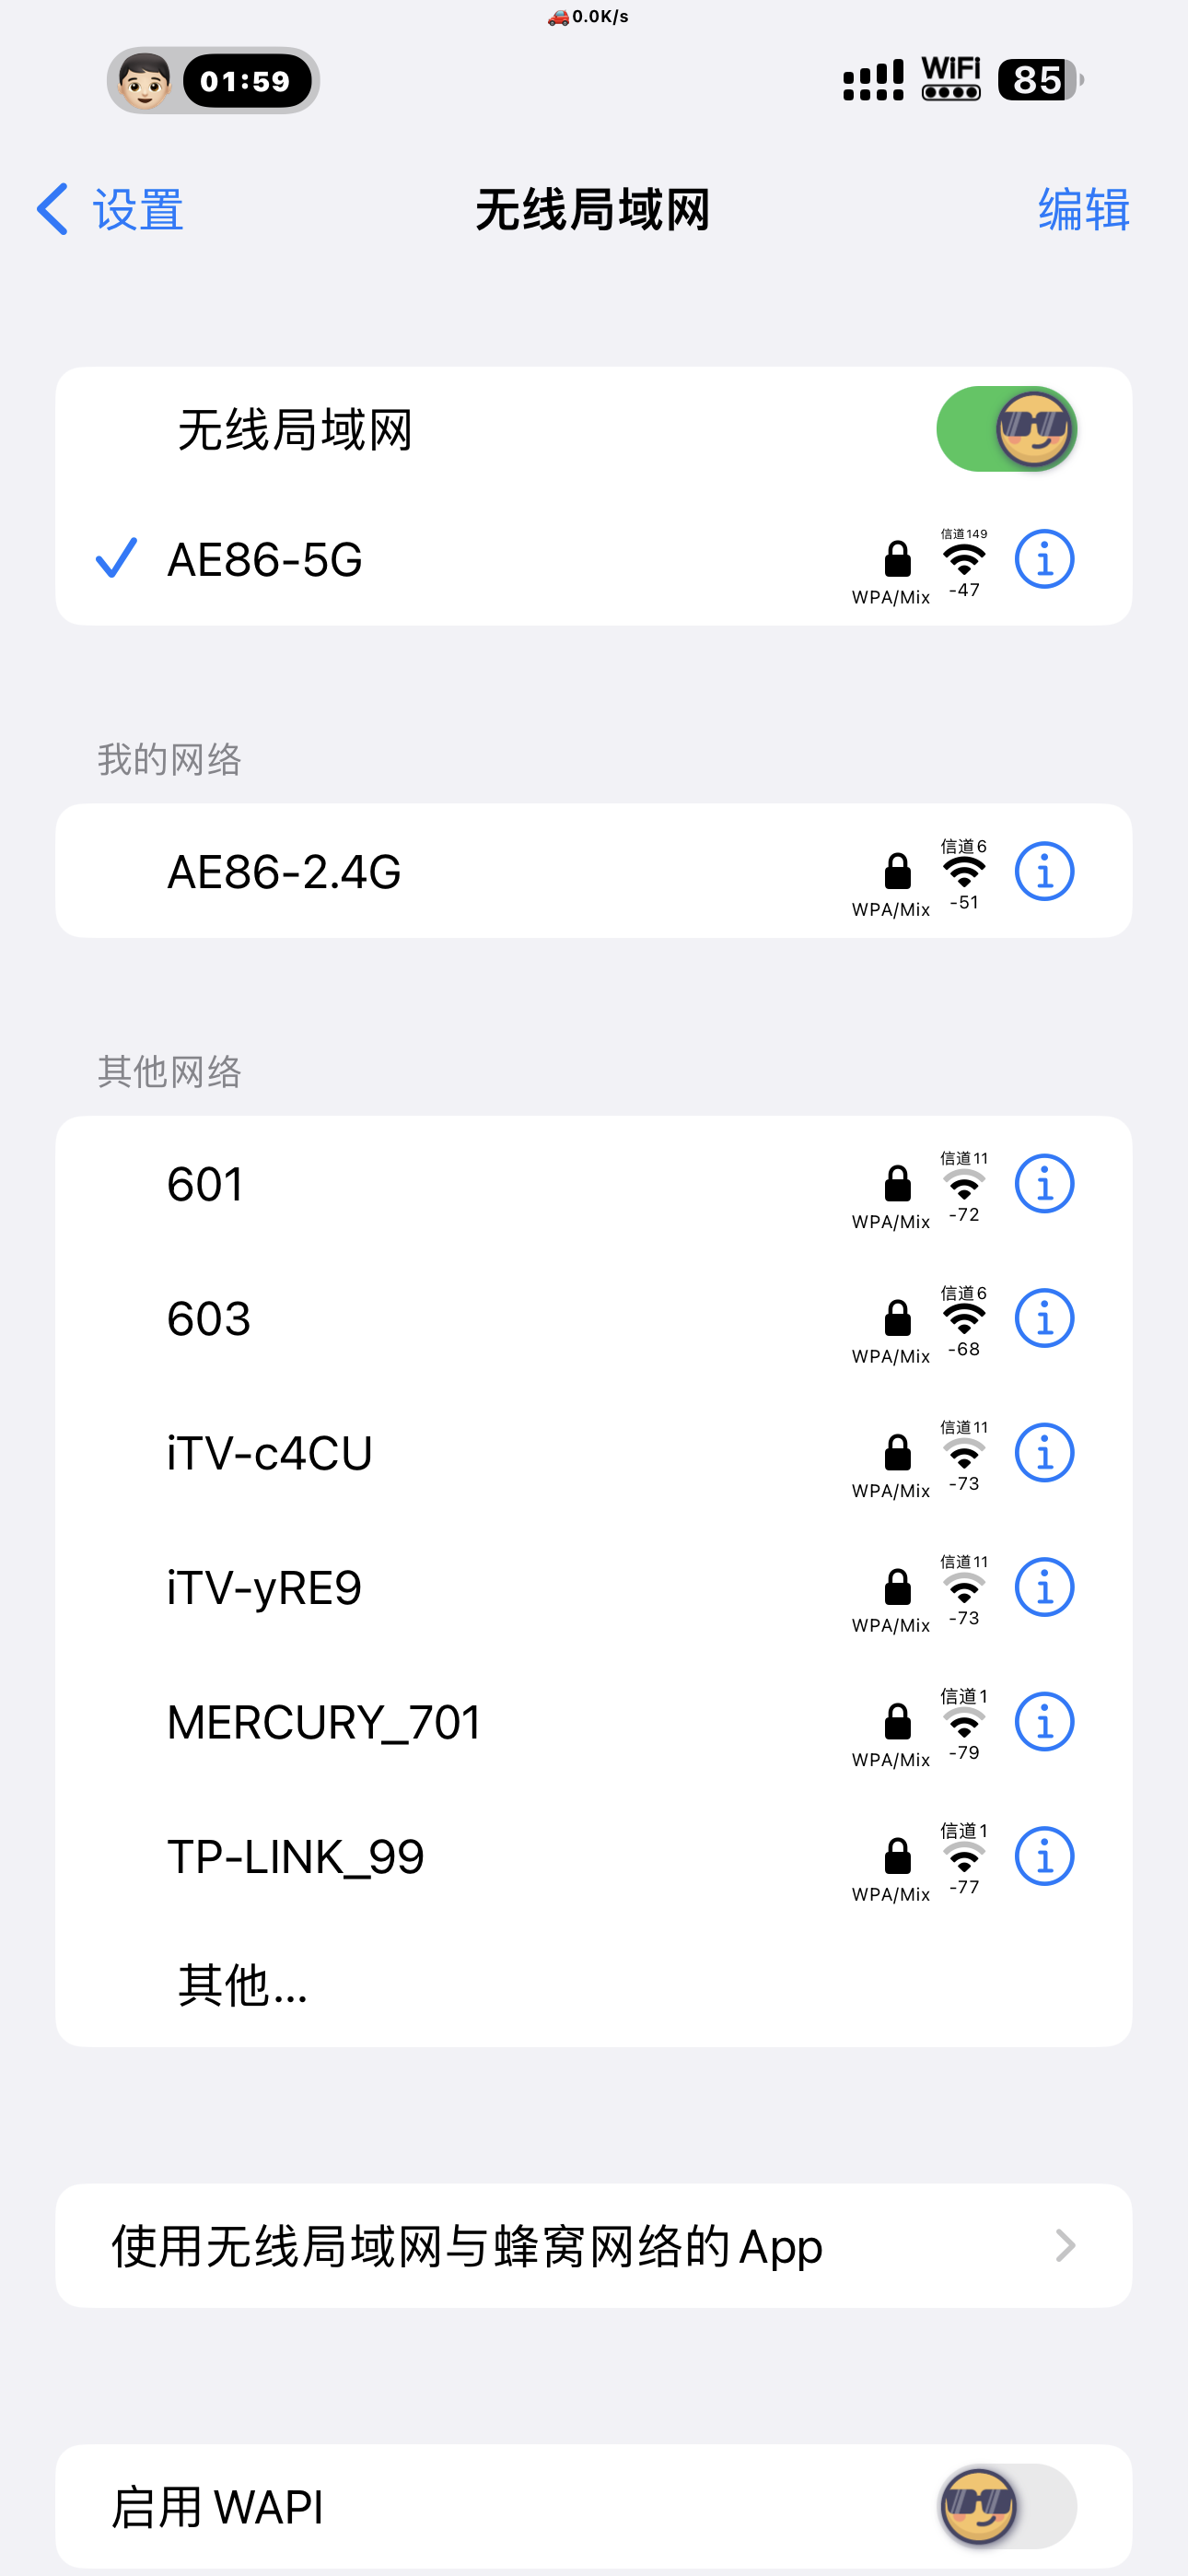 0.0K/s
01:59
WiFi
85
设置
无线局域网
编辑
无线局域网
AE86-5G
信道149
WPA/Mix
-47
我的网络
AE86-2.4G
信道6
WPA/Mix
-51
其他网络
601
信道11
WPA/Mix
-72
603
信道6
WPA/Mix
-68
iTV-c4CU
信道11
WPA/Mix
-73
iTV-yRE9
信道11
WPA/Mix
-73
MERCURY_701
信道1
WPA/Mix
-79
TP-LINK_99
信道1
WPA/Mix
-77
其他...
使用无线局域网与蜂窝网络的 App
启用 WAPI